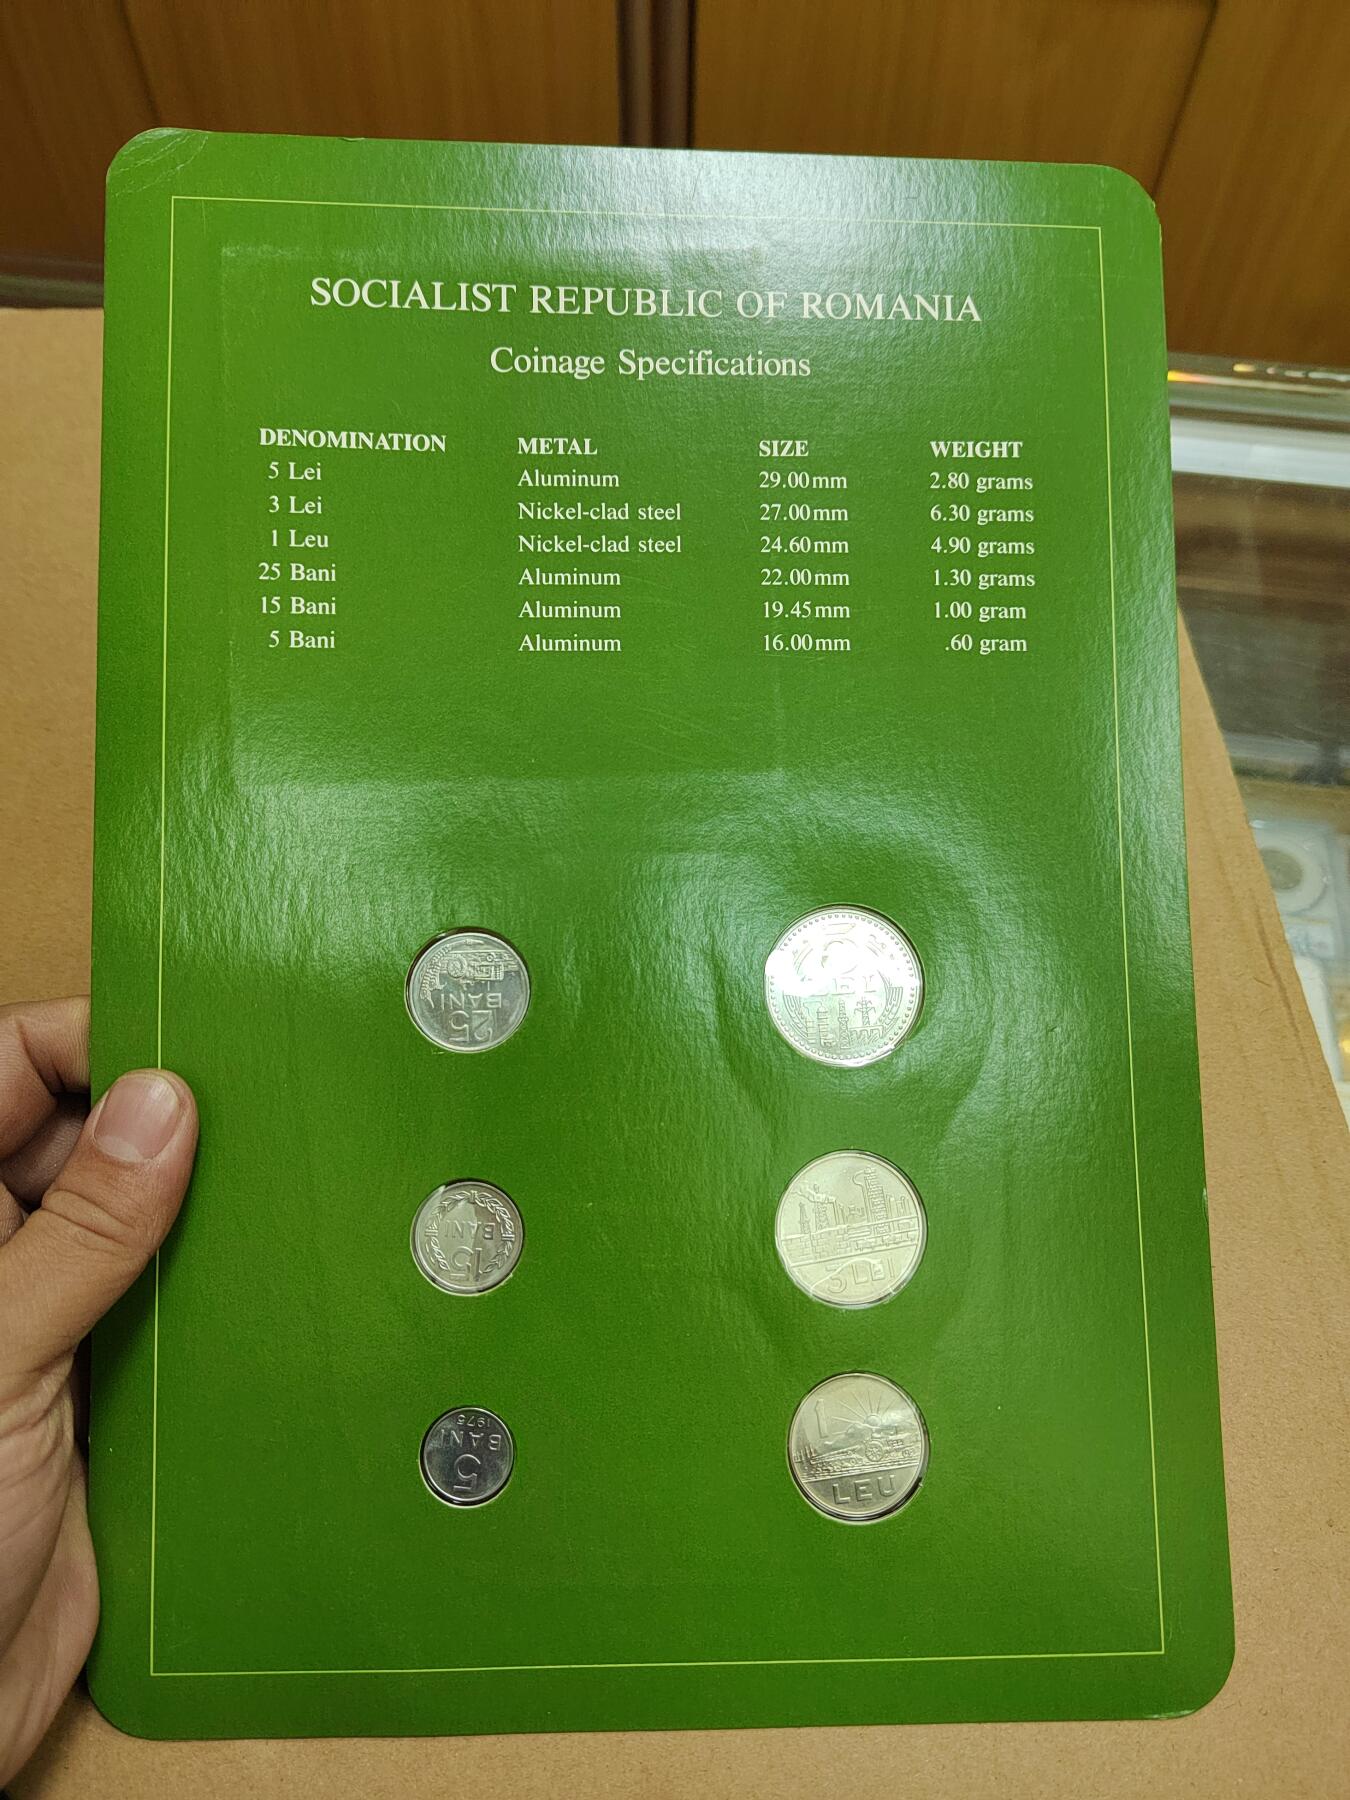 SOCIALIST REPUBLIC OF ROMANIA
Coinage Specifications
DENOMINATION METAL SIZE WEIGHT
5 Lei Aluminum 29.00mm 2.80 grams
3 Lei Nickel-clad steel 27.00mm 6.30 grams
1 Leu Nickel-clad steel 24.60mm 4.90 grams
25 Bani Aluminum 22.00mm 1.30 grams
15 Bani Aluminum 19.45mm 1.00 gram
5 Bani Aluminum 16.00mm .60 gram
25
BANI
LEI
15
BANI
3 LEI
5
BANI
1975
1
LEU